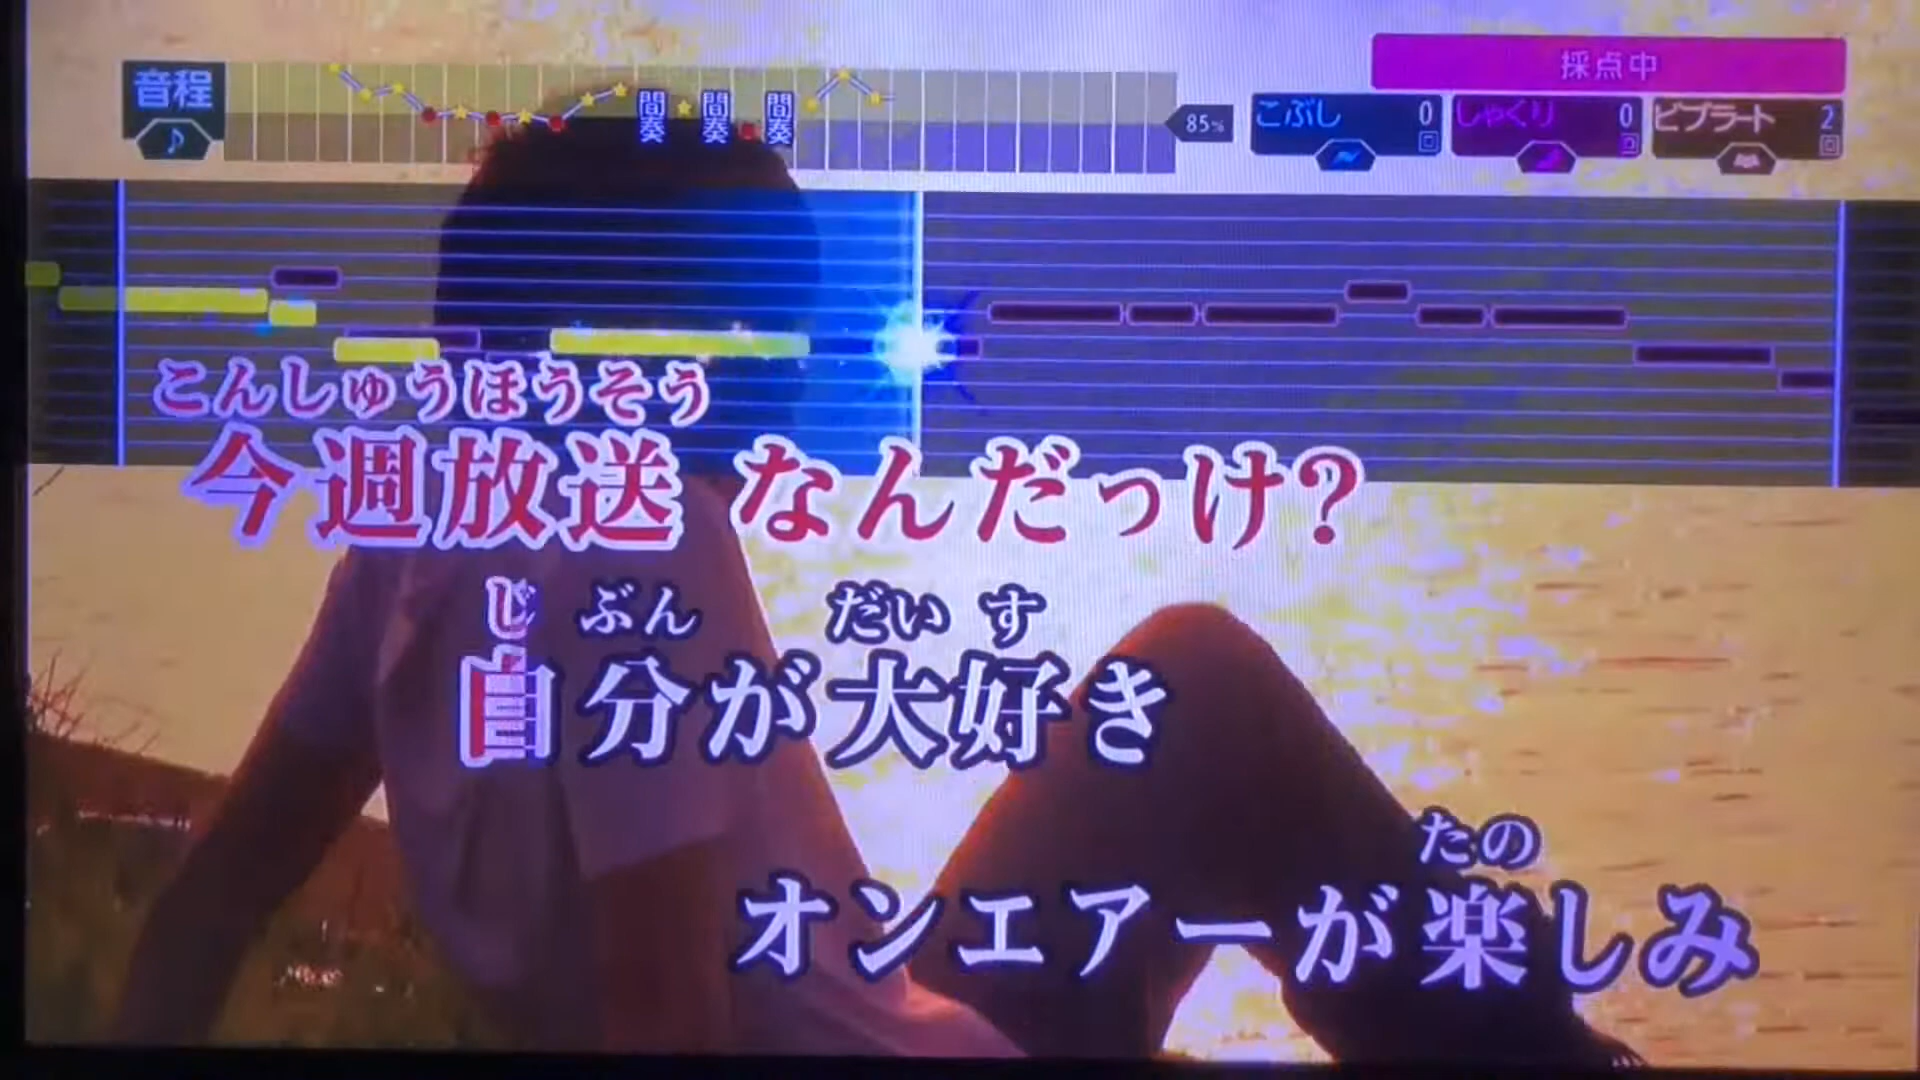 採点中
音程
間奏 間奏 間奏
85%
こぶし 0 回
しゃくり 0 回
ビブラート 2 回
こんしゅうほうそう
今週放送 なんだっけ?
じ ぶん だい す
自分が大好き
たの
オンエアーが楽しみ